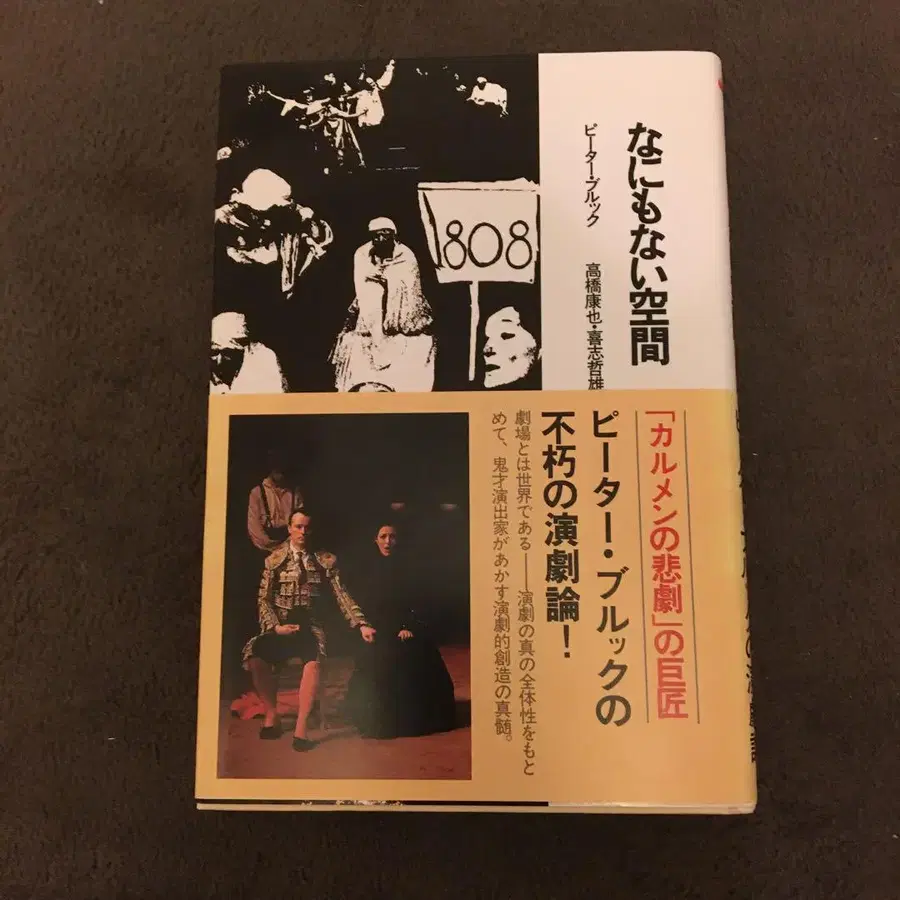 なにもない空間
ピーター・ブルック
高橋康也・喜志哲雄
808
「カルメンの悲劇」の巨匠
ピーター・ブルックの
不朽の演劇論！
劇場とは世界である――演劇の真の全体性をもと
めて、鬼才演出家があかす演劇的創造の真髄。